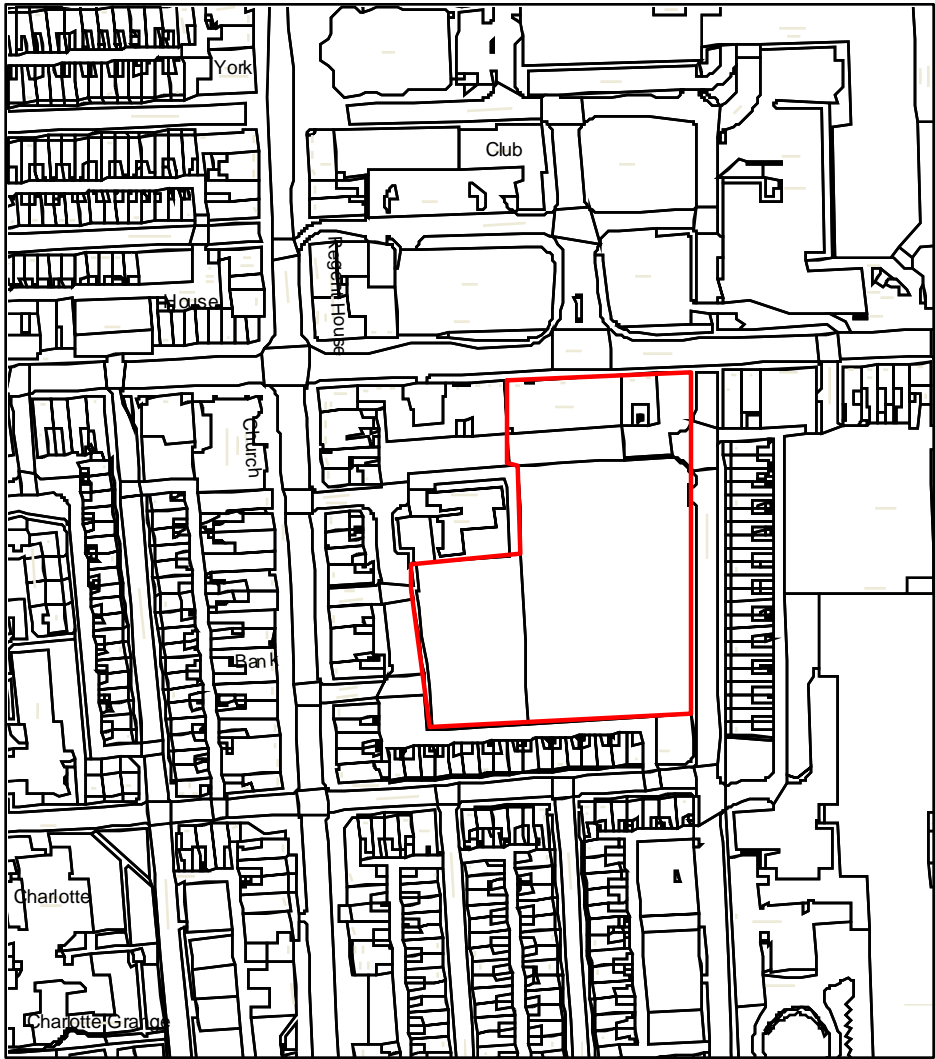 York
Club
Regent House
House
Church
Bank
Charlotte
Charlotte Grange